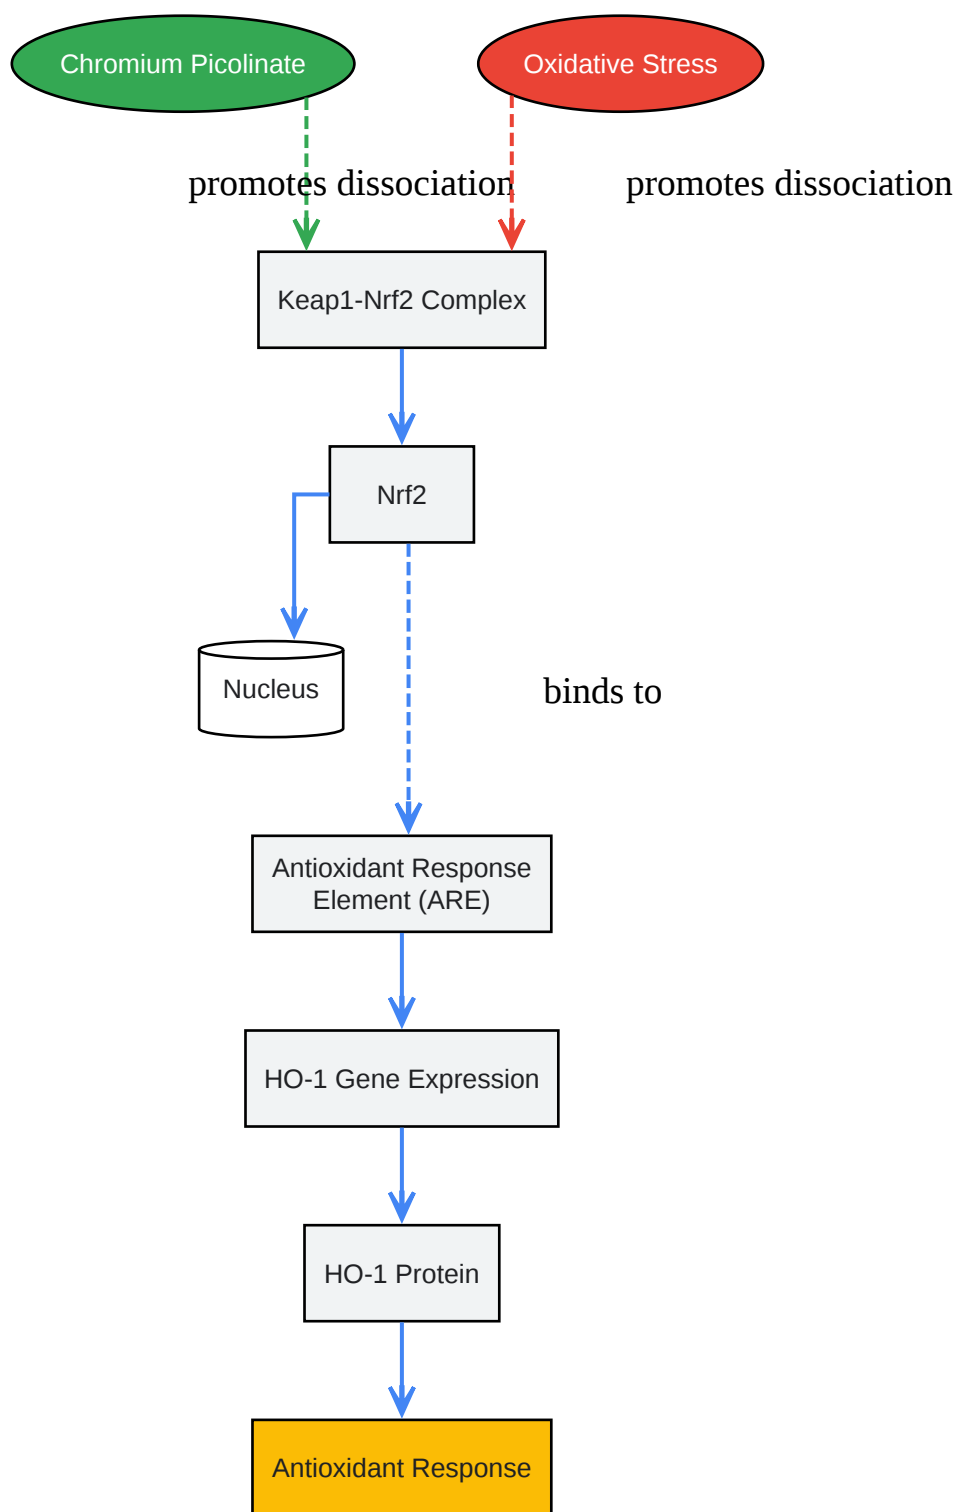 Chromium Picolinate
Oxidative Stress
promotes dissociation
promotes dissociation
Keap1-Nrf2 Complex
Nrf2
Nucleus
binds to
Antioxidant Response
Element (ARE)
HO-1 Gene Expression
HO-1 Protein
Antioxidant Response